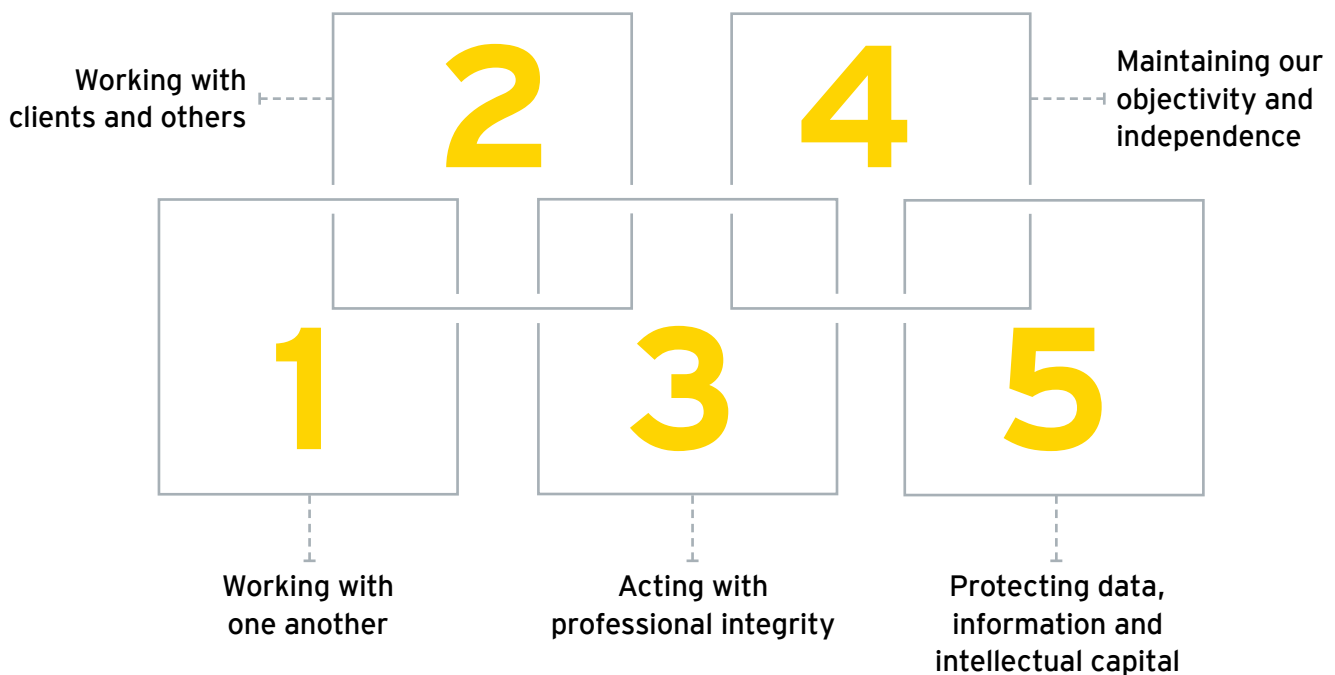 2
4
Working with
clients and others
Maintaining our
objectivity and
independence
1
3
5
Working with
one another
Acting with
professional integrity
Protecting data,
information and
intellectual capital